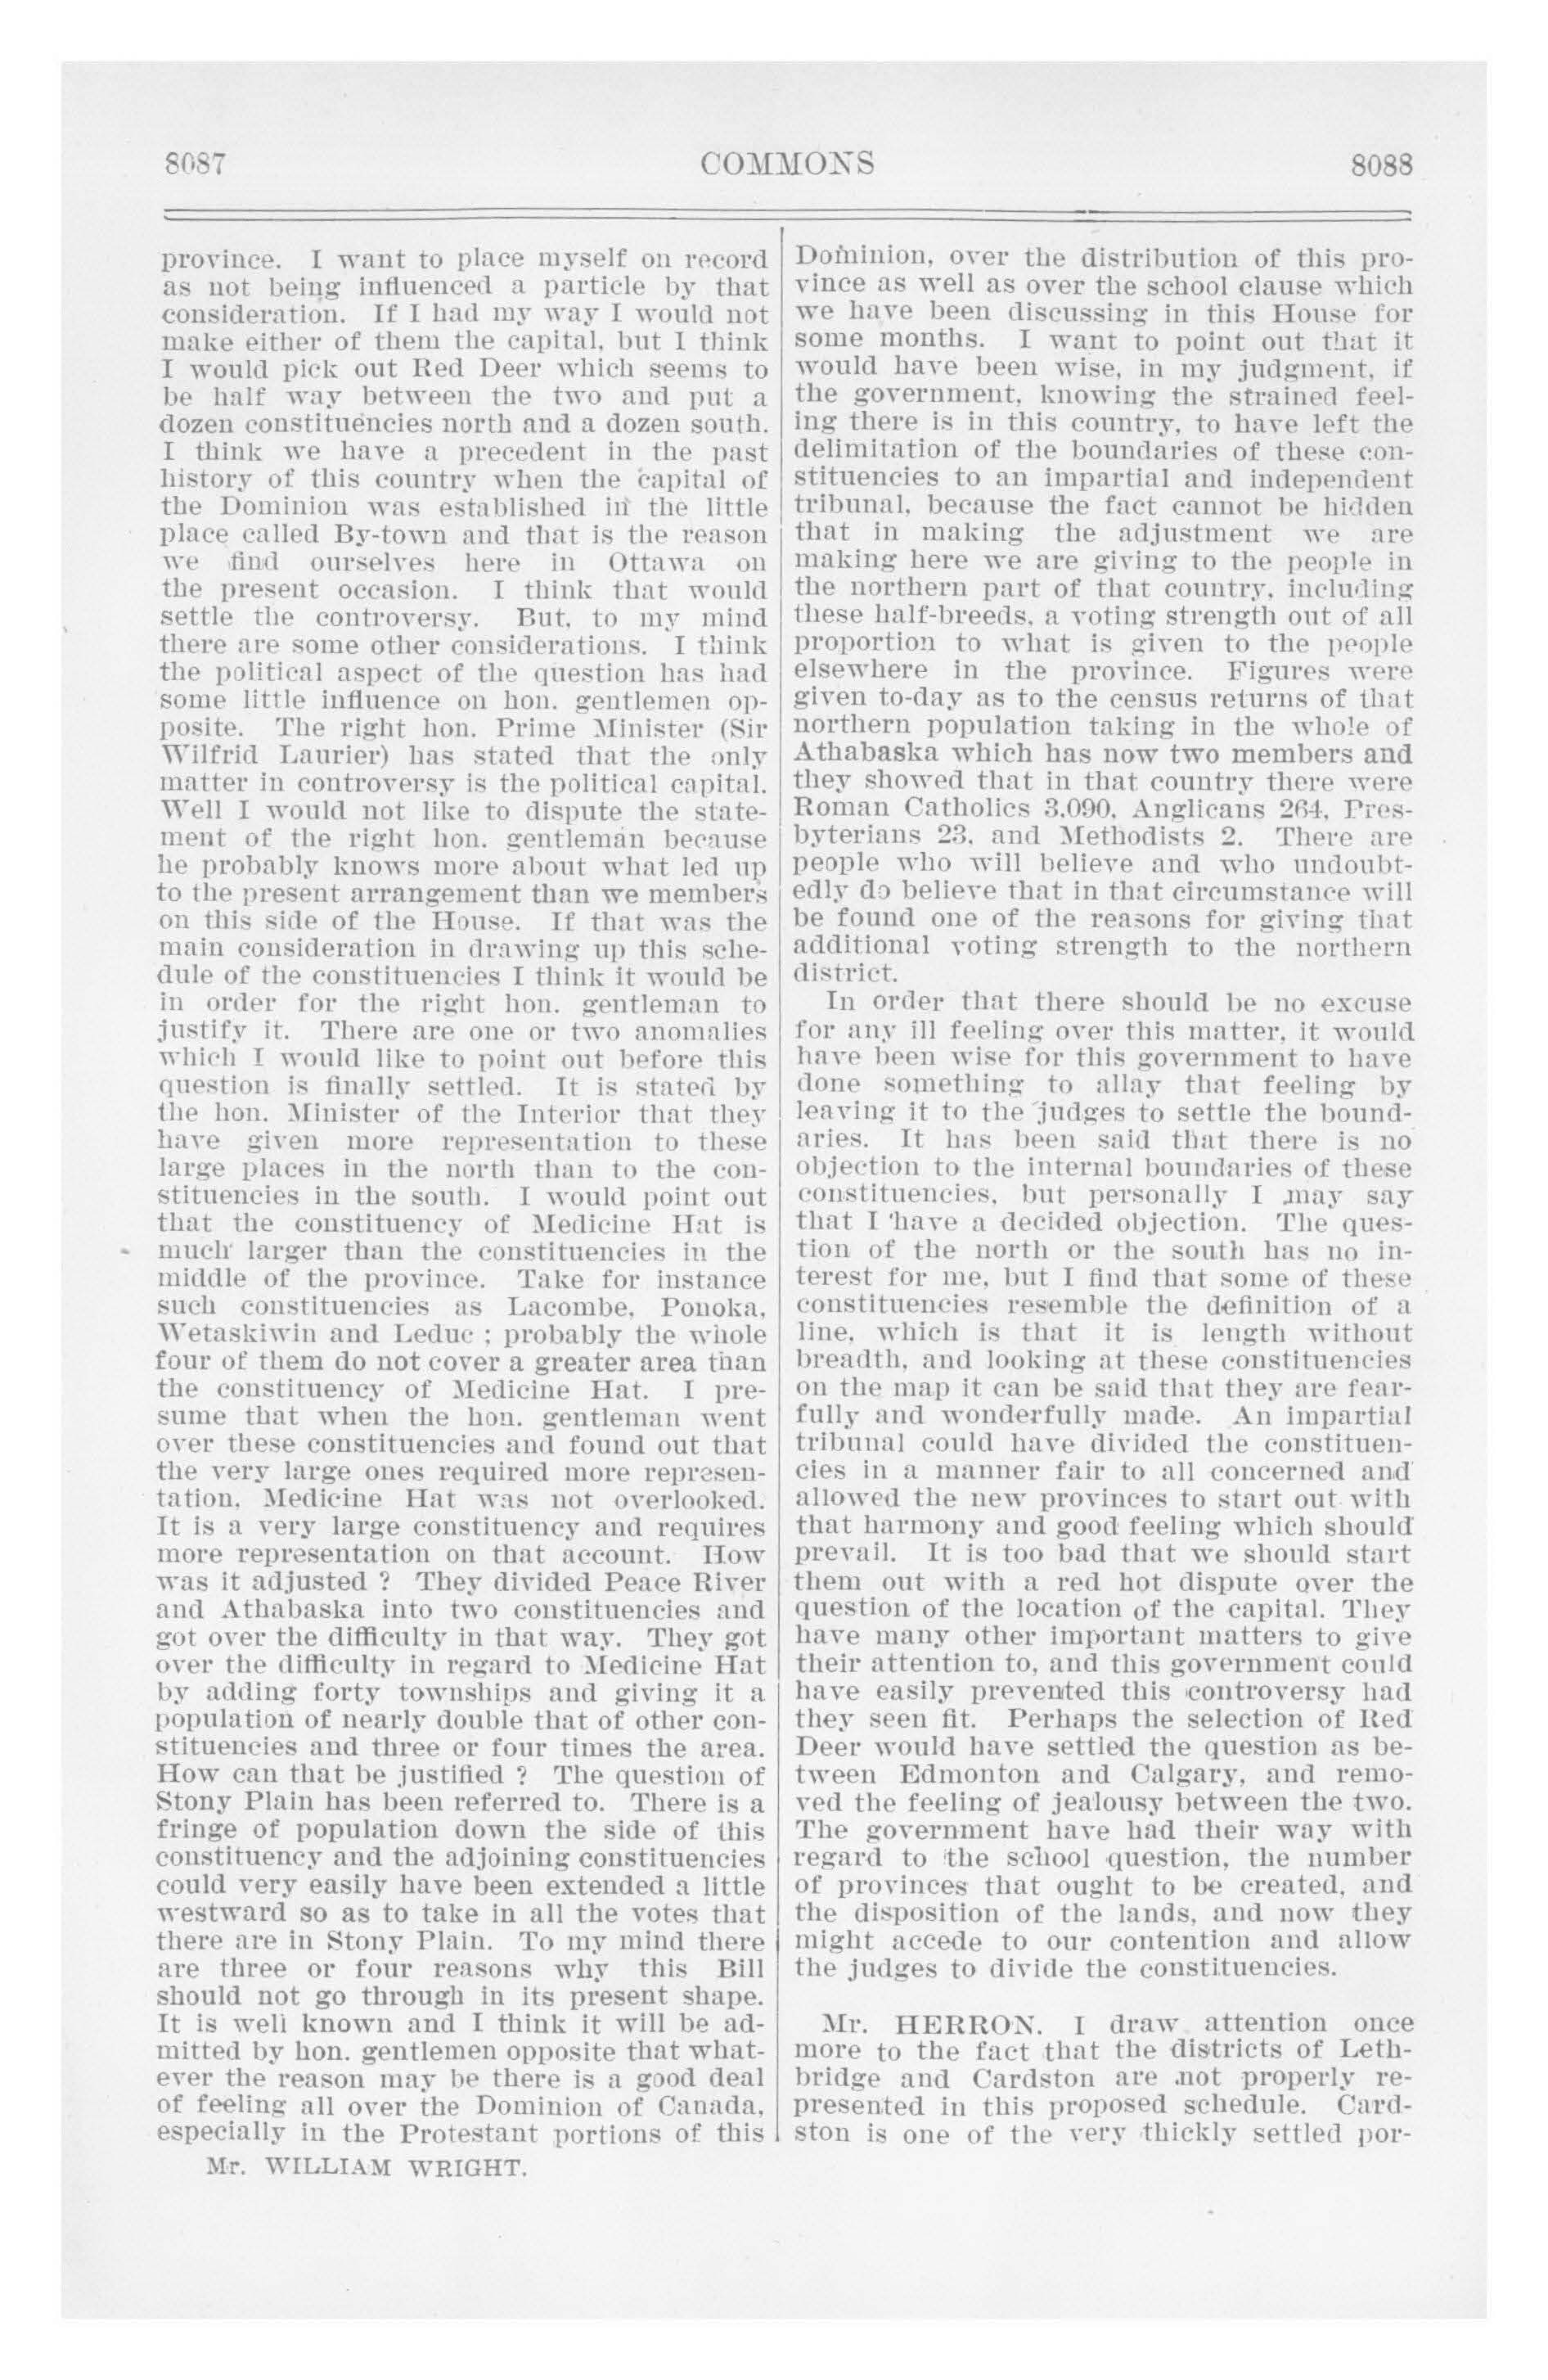 8087
COMMONS
8088
province. I want to place myself on record
as not being influenced a particle by that
consideration. If I had my way I would not
make either of them the capital, but I think
I would pick out Red Deer which seems to
be half way between the two and put a
dozen constituencies north and a dozen south.
I think we have a precedent in the past
history of this country when the capital of
the Dominion was established in the little
place called By-town and that is the reason
we find ourselves here in Ottawa on
the present occasion. I think that would
settle the controversy. But, to my mind
there are some other considerations. I think
the political aspect of the question has had
some little influence on hon. gentlemen op-
posite. The right hon. Prime Minister (Sir
Wilfrid Laurier) has stated that the only
matter in controversy is the political capital.
Well I would not like to dispute the state-
ment of the right hon. gentleman because
he probably knows more about what led up
to the present arrangement than we members
on this side of the House. If that was the
main consideration in drawing up this sche-
dule of the constituencies I think it would be
in order for the right hon. gentleman to
justify it. There are one or two anomalies
which I would like to point out before this
question is finally settled. It is stated by
the hon. Minister of the Interior that they
have given more representation to these
large places in the north than to the con-
stituencies in the south. I would point out
that the constituency of Medicine Hat is
much larger than the constituencies in the
middle of the province. Take for instance
such constituencies as Lacombe, Ponoka,
Wetaskiwin and Leduc ; probably the whole
four of them do not cover a greater area than
the constituency of Medicine Hat. I pre-
sume that when the hon. gentleman went
over these constituencies and found out that
the very large ones required more represen-
tation, Medicine Hat was not overlooked.
It is a very large constituency and requires
more representation on that account. How
was it adjusted ? They divided Peace River
and Athabaska into two constituencies and
got over the difficulty in that way. They got
over the difficulty in regard to Medicine Hat
by adding forty townships and giving it a
population of nearly double that of other con-
stituencies and three or four times the area.
How can that be justified ? The question of
Stony Plain has been referred to. There is a
fringe of population down the side of this
constituency and the adjoining constituencies
could very easily have been extended a little
westward so as to take in all the votes that
there are in Stony Plain. To my mind there
are three or four reasons why this Bill
should not go through in its present shape.
It is well known and I think it will be ad-
mitted by hon. gentlemen opposite that what-
ever the reason may be there is a good deal
of feeling all over the Dominion of Canada,
especially in the Protestant portions of this
Mr. WILLIAM WRIGHT.
Dominion, over the distribution of this pro-
vince as well as over the school clause which
we have been discussing in this House for
some months. I want to point out that it
would have been wise, in my judgment, if
the government, knowing the strained feel-
ing there is in this country, to have left the
delimitation of the boundaries of these con-
stituencies to an impartial and independent
tribunal, because the fact cannot be hidden
that in making the adjustment we are
making here we are giving to the people in
the northern part of that country, including
these half-breeds, a voting strength out of all
proportion to what is given to the people
elsewhere in the province. Figures were
given to-day as to the census returns of that
northern population taking in the whole of
Athabaska which has now two members and
they showed that in that country there were
Roman Catholics 3,090, Anglicans 264, Pres-
byterians 23, and Methodists 2. There are
people who will believe and who undoubt-
edly do believe that in that circumstance will
be found one of the reasons for giving that
additional voting strength to the northern
district.
In order that there should be no excuse
for any ill feeling over this matter, it would
have been wise for this government to have
done something to allay that feeling by
leaving it to the judges to settle the bound-
aries. It has been said that there is no
objection to the internal boundaries of these
constituencies, but personally I may say
that I have a decided objection. The ques-
tion of the north or the south has no in-
terest for me, but I find that some of these
constituencies resemble the definition of a
line, which is that it is length without
breadth, and looking at these constituencies
on the map it can be said that they are fear-
fully and wonderfully made. An impartial
tribunal could have divided the constituen-
cies in a manner fair to all concerned and
allowed the new provinces to start out with
that harmony and good feeling which should
prevail. It is too bad that we should start
them out with a red hot dispute over the
question of the location of the capital. They
have many other important matters to give
their attention to, and this government could
have easily prevented this controversy had
they seen fit. Perhaps the selection of Red
Deer would have settled the question as be-
tween Edmonton and Calgary, and remo-
ved the feeling of jealousy between the two.
The government have had their way with
regard to the school question, the number
of provinces that ought to be created, and
the disposition of the lands, and now they
might accede to our contention and allow
the judges to divide the constituencies.
Mr. HERRON. I draw attention once
more to the fact that the districts of Leth-
bridge and Cardston are not properly re-
presented in this proposed schedule. Card-
ston is one of the very thickly settled por-